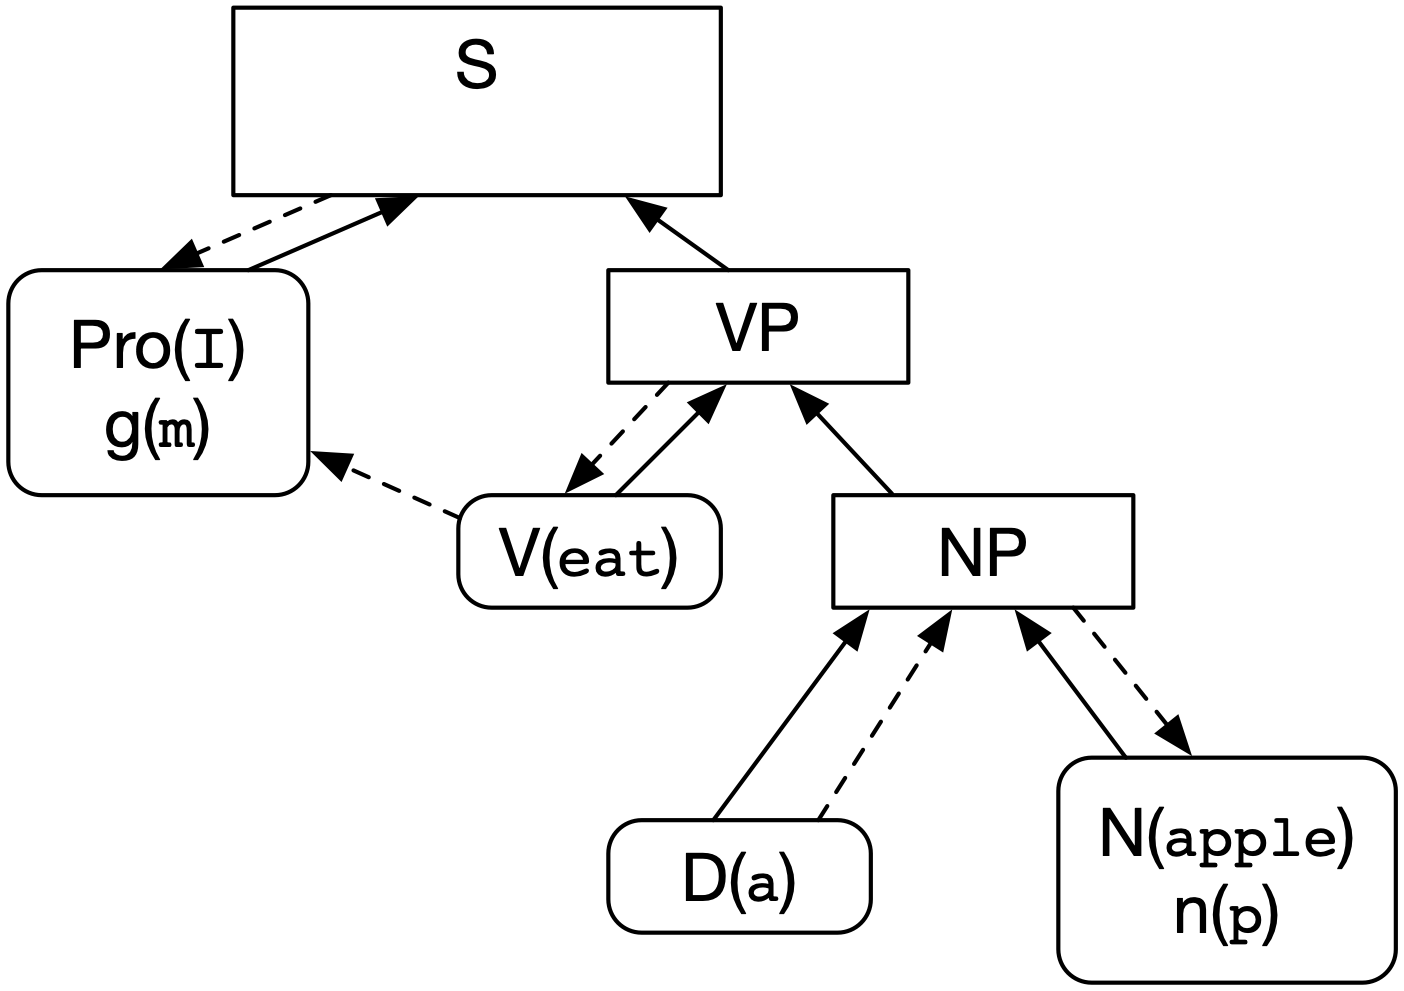 S
Pro(I)
g(m)
VP
V(eat)
NP
D(a)
N(apple)
n(p)